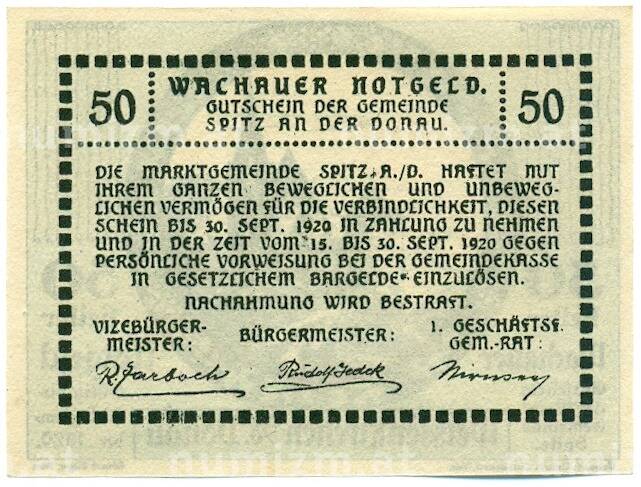 50 WACHAUER NOTGELD. 50
GUTSCHEIN DER GEMEINDE
SPITZ AN DER DONAU.
DIE MARKTGEMEINDE SPITZ A./D. HAFTET MIT
IHREM GANZEN BEWEGLICHEN UND UNBEWEG-
LICHEN VERMÖGEN FÜR DIE VERBINDLICHKEIT, DIESEN
SCHEIN BIS 30. SEPT. 1920 IN ZAHLUNG ZU NEHMEN
UND IN DER ZEIT VOM 15. BIS 30. SEPT. 1920 GEGEN
PERSÖNLICHE VORWEISUNG BEI DER GEMEINDEKASSE
IN GESETZLICHEM BARGELDE EINZULÖSEN.
NACHAHMUNG WIRD BESTRAFT.
VIZEBÜRGER-
MEISTER:
BÜRGERMEISTER:
1. GESCHÄFTSF.
GEM.-RAT:
numizm.at